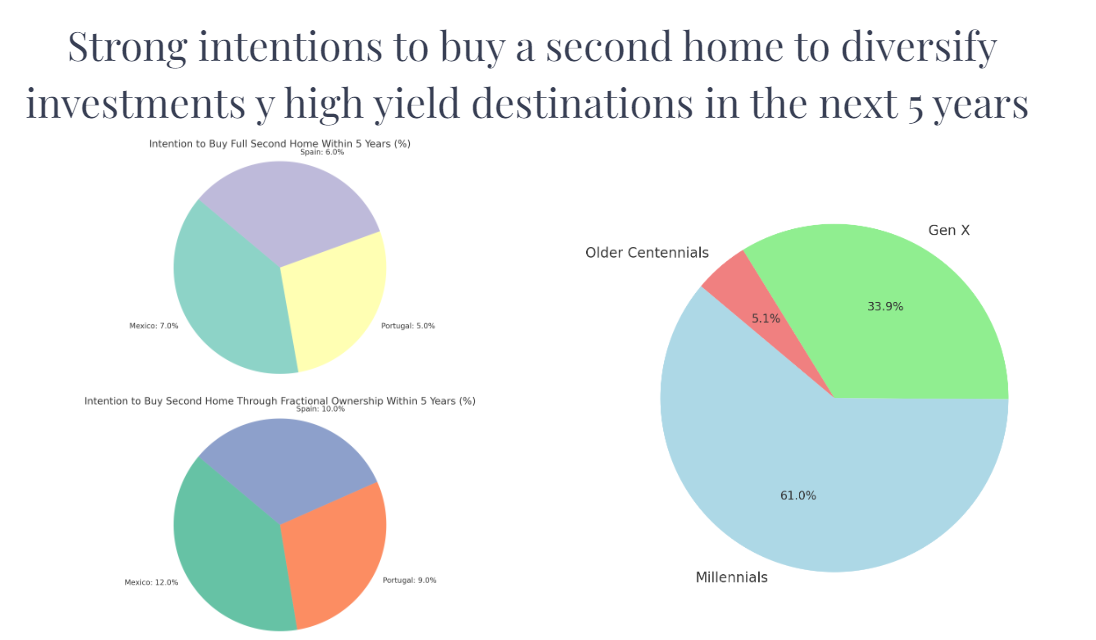 Strong intentions to buy a second home to diversify
investments y high yield destinations in the next 5 years
Intention to Buy Full Second Home Within 5 Years (%)
Spain: 6.0%
Mexico: 7.0%
Portugal: 5.0%
Intention to Buy Second Home Through Fractional Ownership Within 5 Years (%)
Spain: 10.0%
Mexico: 12.0%
Portugal: 9.0%
Gen X
Older Centennials
33.9%
5.1%
61.0%
Millennials